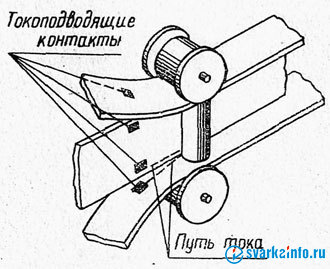 Токоподводящие
контакты
Путь тока
svarkainfo.ru